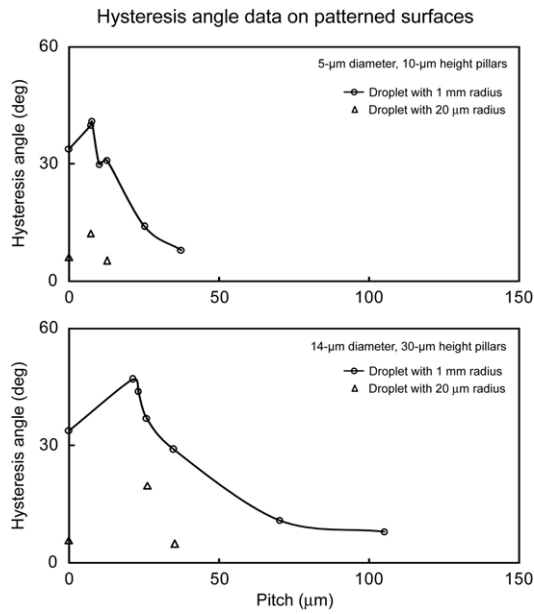 Hysteresis angle data on patterned surfaces
60
30
0
Hysteresis angle (deg)
5-μm diameter, 10-μm height pillars
Droplet with 1 mm radius
Droplet with 20 μm radius
0
50
100
150
60
30
0
Hysteresis angle (deg)
14-μm diameter, 30-μm height pillars
Droplet with 1 mm radius
Droplet with 20 μm radius
0
50
100
150
Pitch (μm)